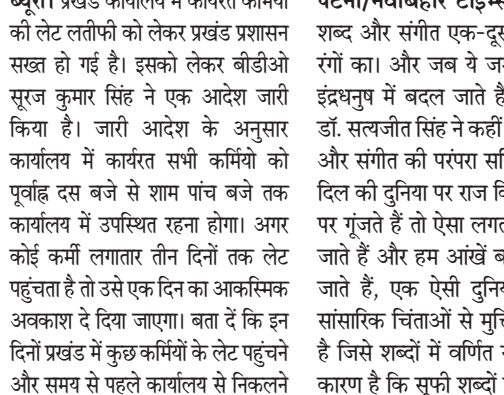 ब्यूरो। प्रखंड कार्यालय में कार्यरत कर्मियों
की लेट लतीफी को लेकर प्रखंड प्रशासन
सख्त हो गई है। इसको लेकर बीडीओ
सूरज कुमार सिंह ने एक आदेश जारी
किया है। जारी आदेश के अनुसार
कार्यालय में कार्यरत सभी कर्मियो को
पूर्वाह्न दस बजे से शाम पांच बजे तक
कार्यालय में उपस्थित रहना होगा। अगर
कोई कर्मी लगातार तीन दिनों तक लेट
पहुंचता है तो उसे एक दिन का आकस्मिक
अवकाश दे दिया जाएगा। बता दें कि इन
दिनों प्रखंड में कुछ कर्मियों के लेट पहुंचने
और समय से पहले कार्यालय से निकलने
पटना/नवबिहार टाइम्स
शब्द और संगीत एक-दूस
रंगों का। और जब ये
इंद्रधनुष में बदल जाते है
डॉ. सत्यजीत सिंह ने कहीं
और संगीत की परंपरा
दिल की दुनिया पर राज
पर गूंजते हैं तो ऐसा लगत
जाते हैं और हम आंखें
जाते हैं, एक ऐसी दुनिय
सांसारिक चिंताओं से
है जिसे शब्दों में वर्णित
कारण है कि सूफी शब्दों